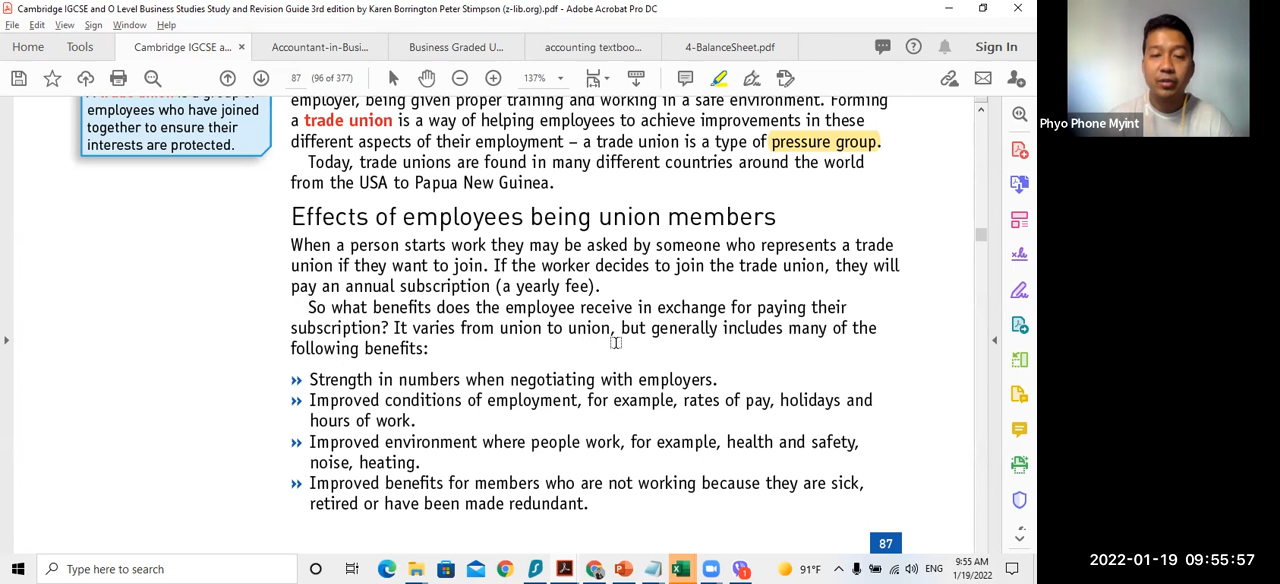 Cambridge IGCSE and O Level Business Studies Study and Revision Guide 3rd edition by Karen Borrington Peter Stimpson (z-lib.org).pdf - Adobe Acrobat Pro DC
File Edit View Sign Window Help
Home Tools Cambridge IGCSE a... × Accountant-in-Busi... Business Graded U... accounting textboo... 4-BalanceSheet.pdf Sign In
87 (96 of 377) 137%
employees who have joined
together to ensure their
interests are protected.
employer, being given proper training and working in a safe environment. Forming
a trade union is a way of helping employees to achieve improvements in these
different aspects of their employment – a trade union is a type of pressure group.
Today, trade unions are found in many different countries around the world
from the USA to Papua New Guinea.
Effects of employees being union members
When a person starts work they may be asked by someone who represents a trade
union if they want to join. If the worker decides to join the trade union, they will
pay an annual subscription (a yearly fee).
So what benefits does the employee receive in exchange for paying their
subscription? It varies from union to union, but generally includes many of the
following benefits:
›› Strength in numbers when negotiating with employers.
›› Improved conditions of employment, for example, rates of pay, holidays and
hours of work.
›› Improved environment where people work, for example, health and safety,
noise, heating.
›› Improved benefits for members who are not working because they are sick,
retired or have been made redundant.
87
Phyo Phone Myint
Type here to search
91°F ENG 9:55 AM
1/19/2022
2022-01-19 09:55:57